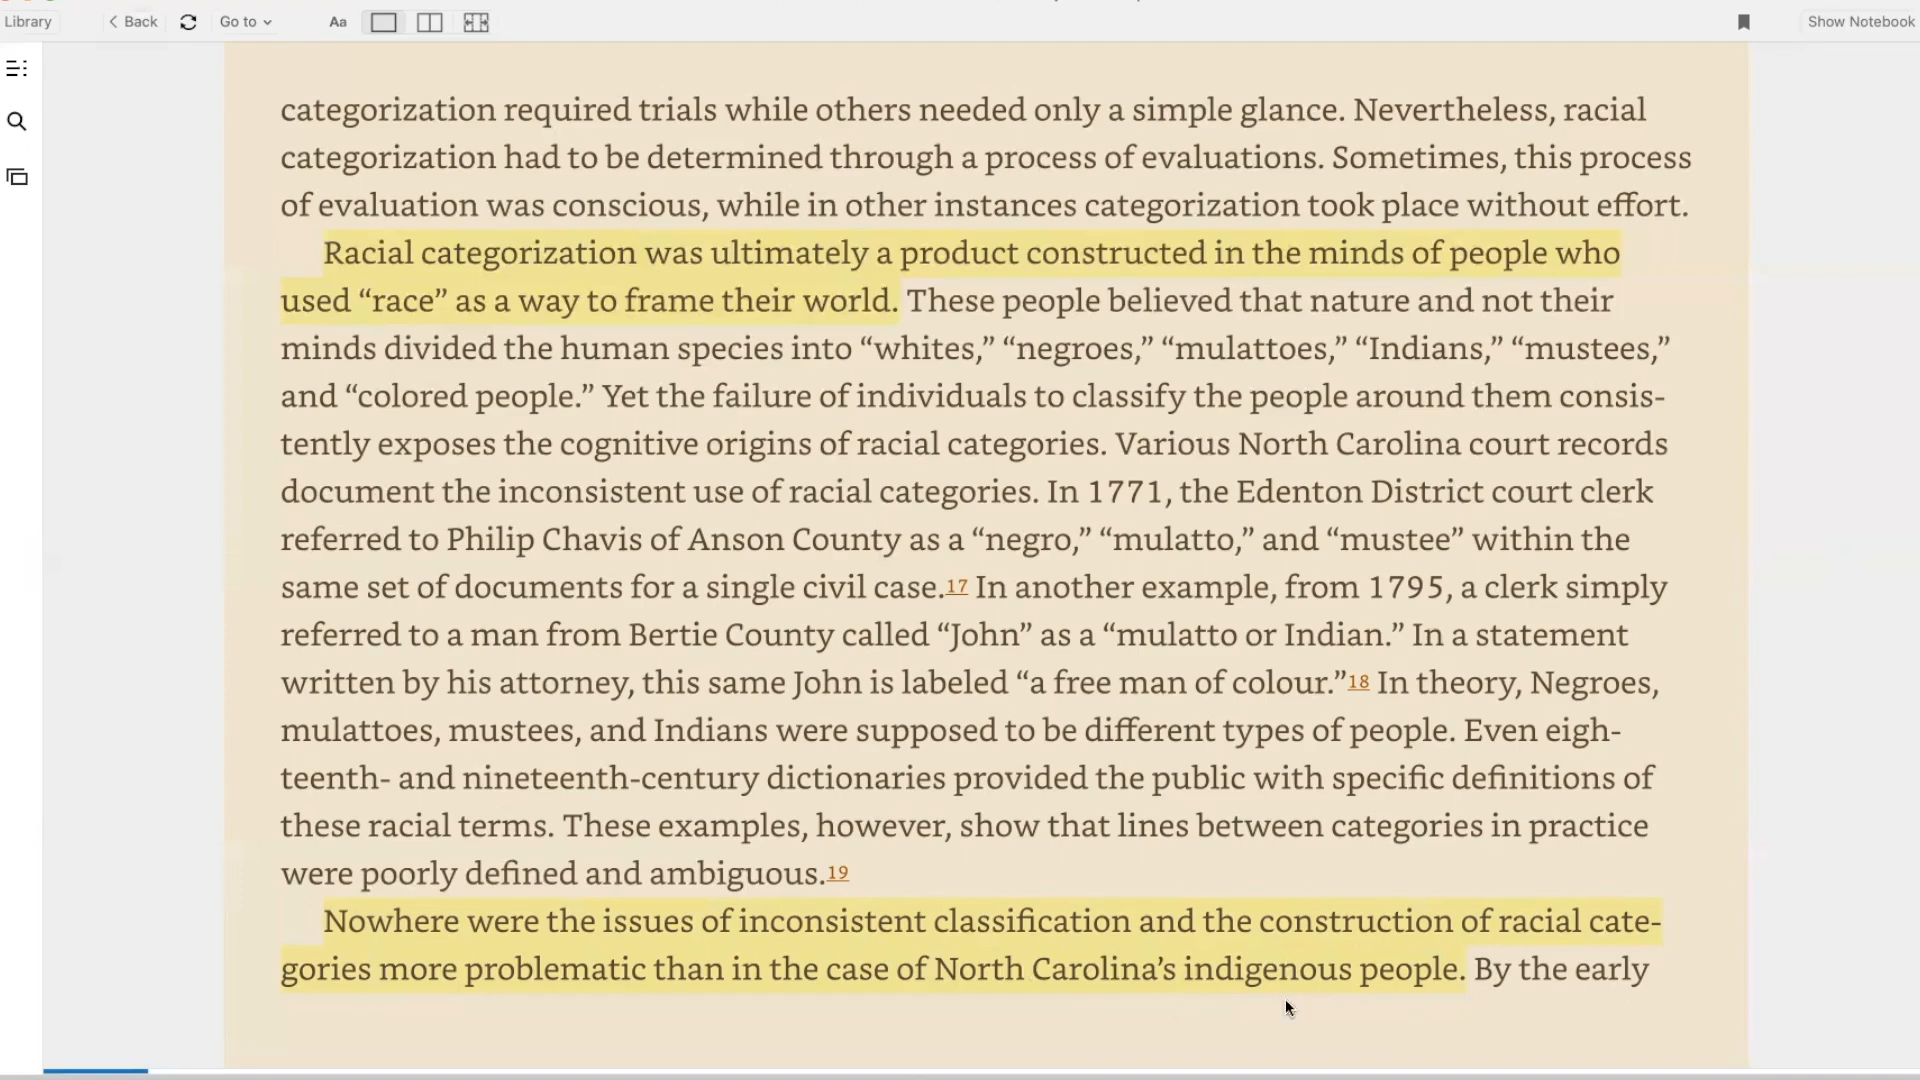 Library
Back
Go to
Aa
Show Notebook
categorization required trials while others needed only a simple glance. Nevertheless, racial
categorization had to be determined through a process of evaluations. Sometimes, this process
of evaluation was conscious, while in other instances categorization took place without effort.
Racial categorization was ultimately a product constructed in the minds of people who
used “race” as a way to frame their world. These people believed that nature and not their
minds divided the human species into “whites,” “negroes,” “mulattoes,” “Indians,” “mustees,”
and “colored people.” Yet the failure of individuals to classify the people around them consis-
tently exposes the cognitive origins of racial categories. Various North Carolina court records
document the inconsistent use of racial categories. In 1771, the Edenton District court clerk
referred to Philip Chavis of Anson County as a “negro,” “mulatto,” and “mustee” within the
same set of documents for a single civil case.17 In another example, from 1795, a clerk simply
referred to a man from Bertie County called “John” as a “mulatto or Indian.” In a statement
written by his attorney, this same John is labeled “a free man of colour.”18 In theory, Negroes,
mulattoes, mustees, and Indians were supposed to be different types of people. Even eigh-
teenth- and nineteenth-century dictionaries provided the public with specific definitions of
these racial terms. These examples, however, show that lines between categories in practice
were poorly defined and ambiguous.19
Nowhere were the issues of inconsistent classification and the construction of racial cate-
gories more problematic than in the case of North Carolina’s indigenous people. By the early